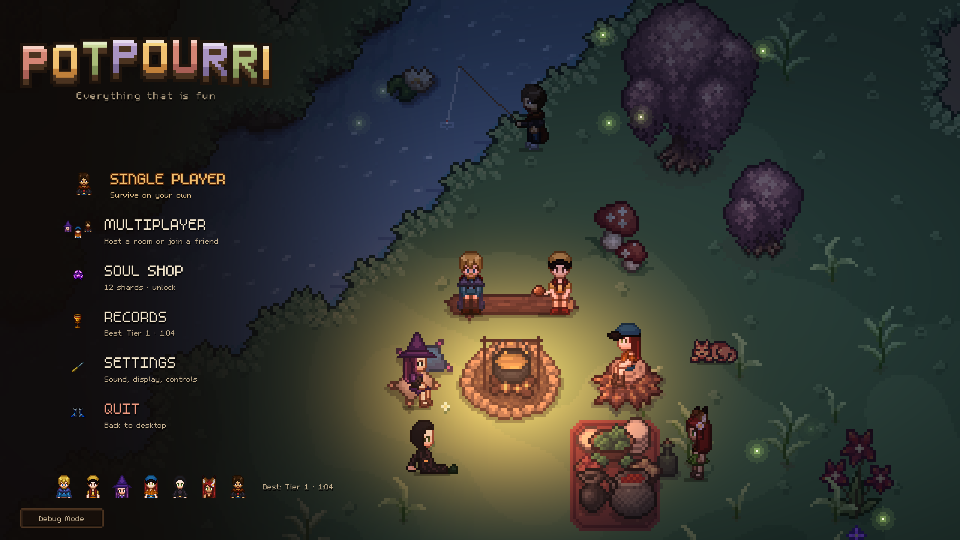 POTPOURRI
Everything that is fun
SINGLE PLAYER
Survive on your own
MULTIPLAYER
Host a room or join a friend
SOUL SHOP
12 shares · unlock
RECORDS
Best: Tier 1 · 1:04
SETTINGS
Sound, display, controls
QUIT
Back to desktop
Best: Tier 1 · 1:04
Debug Mode